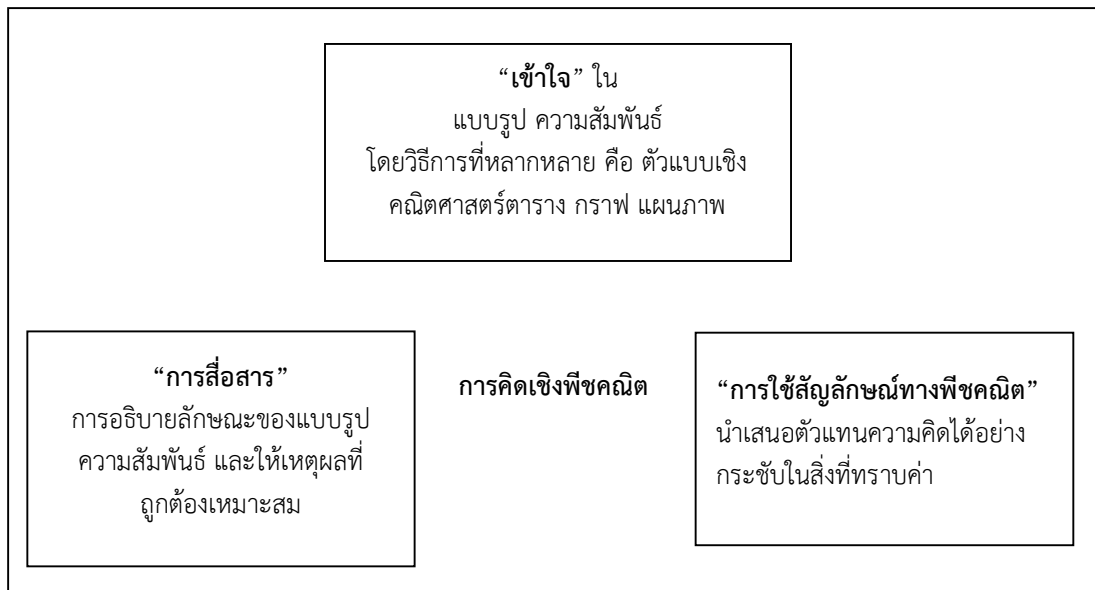 “เข้าใจ” ใน
แบบรูป ความสัมพันธ์
โดยวิธีการที่หลากหลาย คือ ตัวแบบเชิง
คณิตศาสตร์ตาราง กราฟ แผนภาพ
“การสื่อสาร”
การอธิบายลักษณะของแบบรูป
ความสัมพันธ์ และให้เหตุผลที่
ถูกต้องเหมาะสม
การคิดเชิงพีชคณิต
“การใช้สัญลักษณ์ทางพีชคณิต”
นำเสนอตัวแทนความคิดได้อย่าง
กระชับในสิ่งที่ทราบค่า